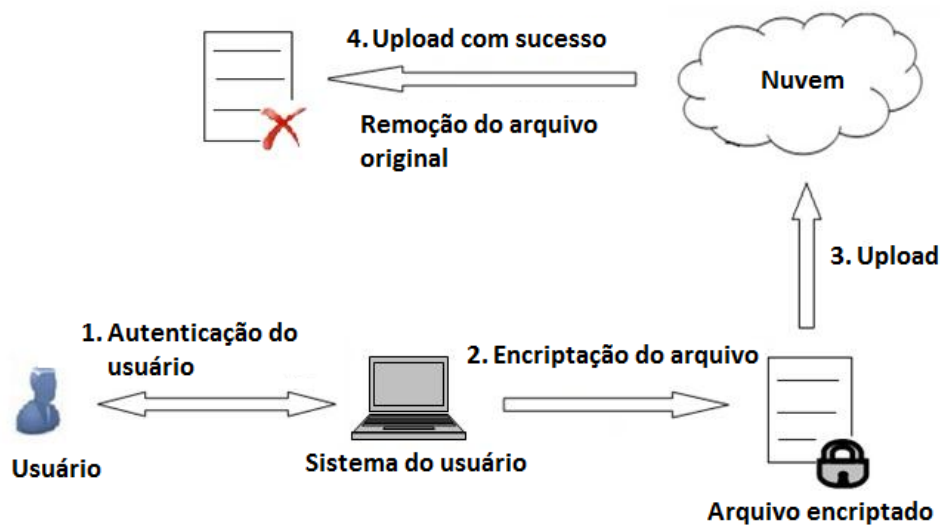 4. Upload com sucesso
Nuvem
Remoção do arquivo
original
3. Upload
1. Autenticação do
usuário
2. Encriptação do arquivo
Usuário
Sistema do usuário
Arquivo encriptado